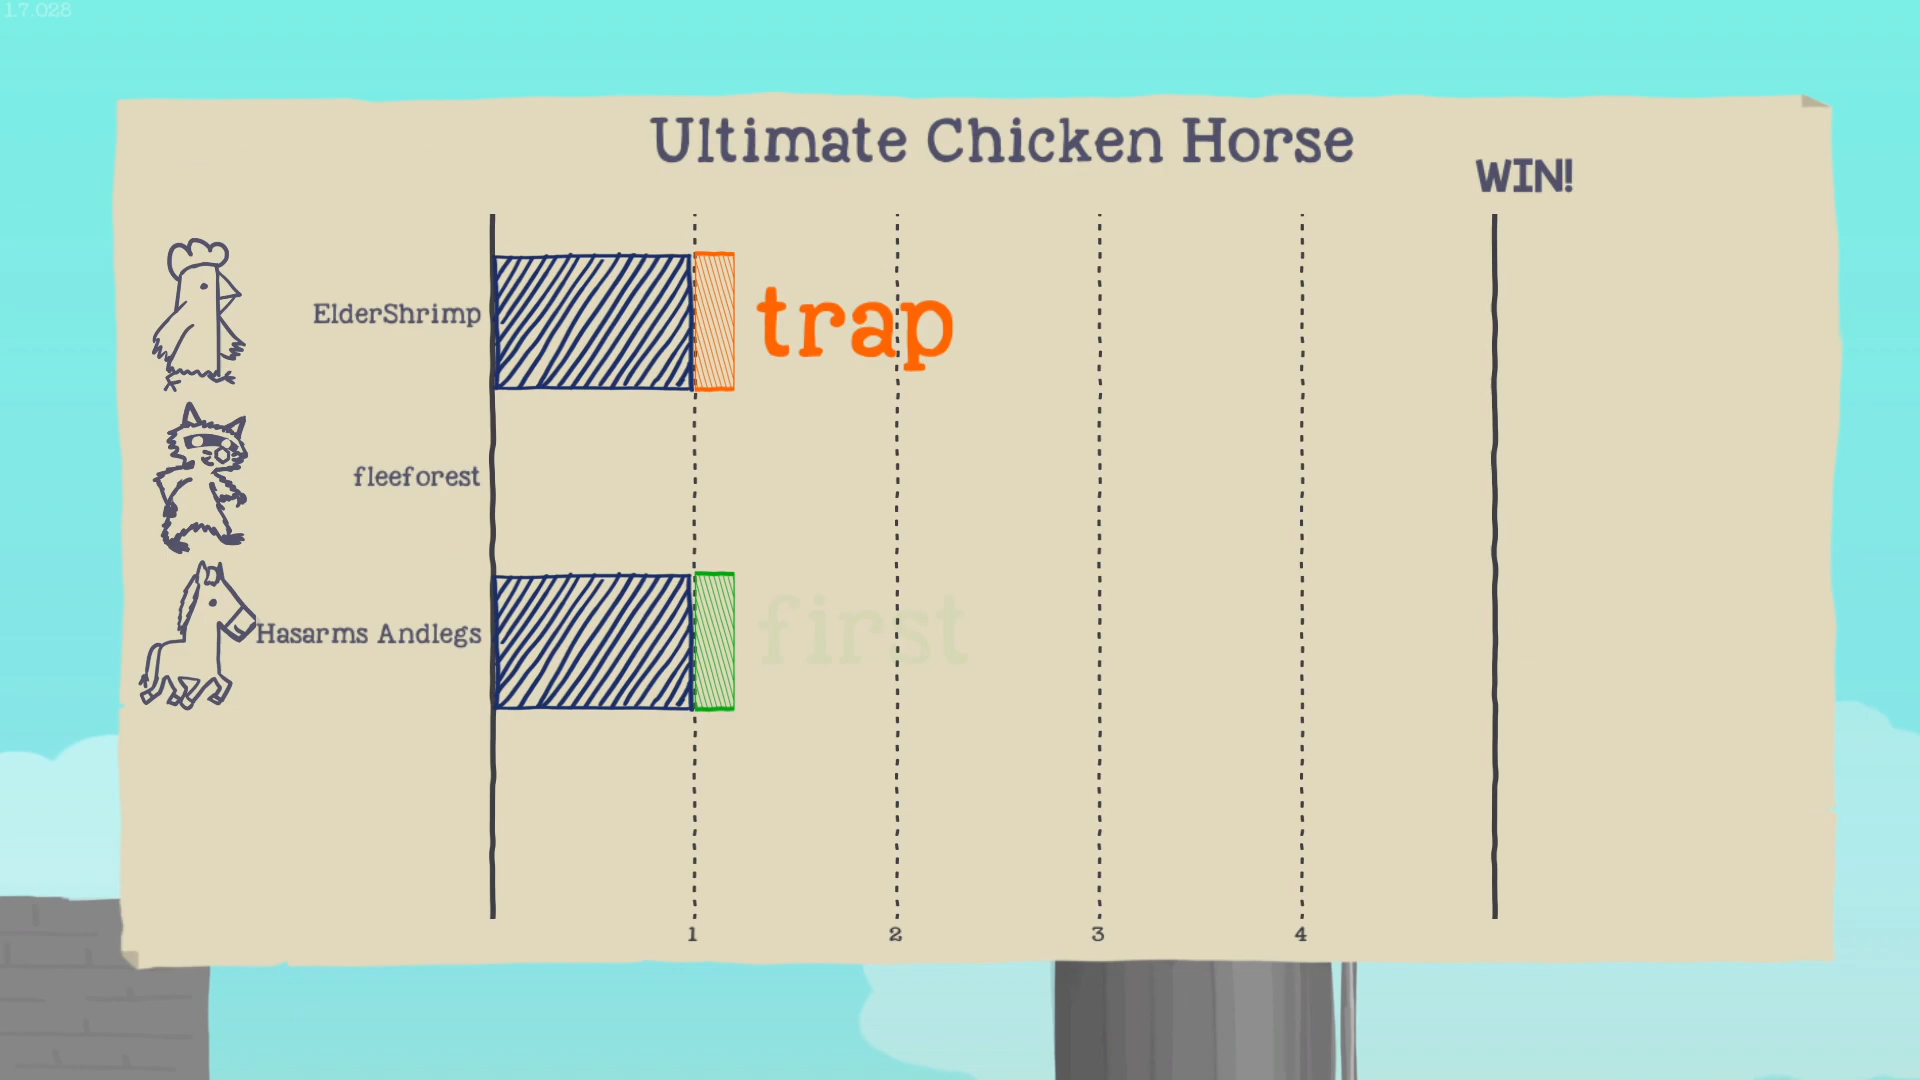 1.7.028
Ultimate Chicken Horse
WIN!
ElderShrimp
trap
fleeforest
Hasarms Andlegs
first
1 2 3 4